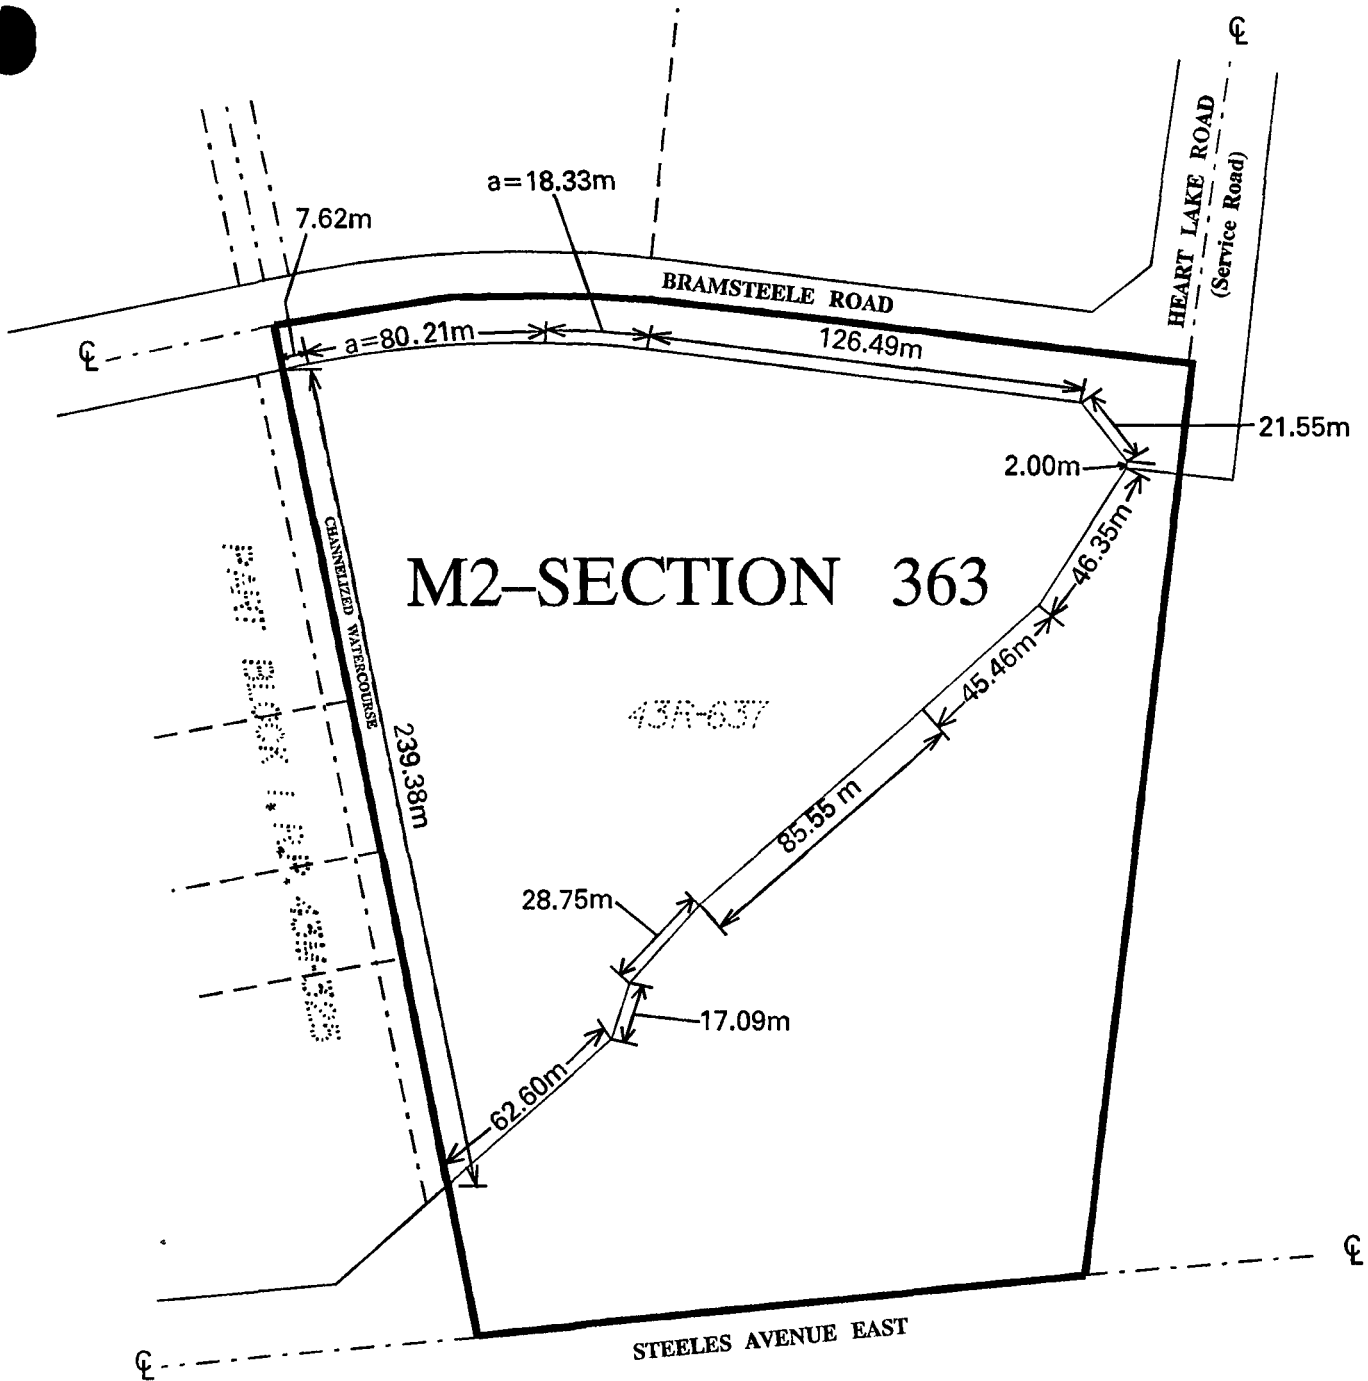 ℄
HEART LAKE ROAD
(Service Road)
a=18.33m
7.62m
BRAMSTEELE ROAD
℄
a=80.21m
126.49m
21.55m
2.00m
46.35m
CHANNELIZED WATERCOURSE
M2–SECTION 363
45.46m
43R-637
239.38m
PART BLOCK
85.55 m
28.75m
17.09m
62.60m
℄
STEELES AVENUE EAST
℄